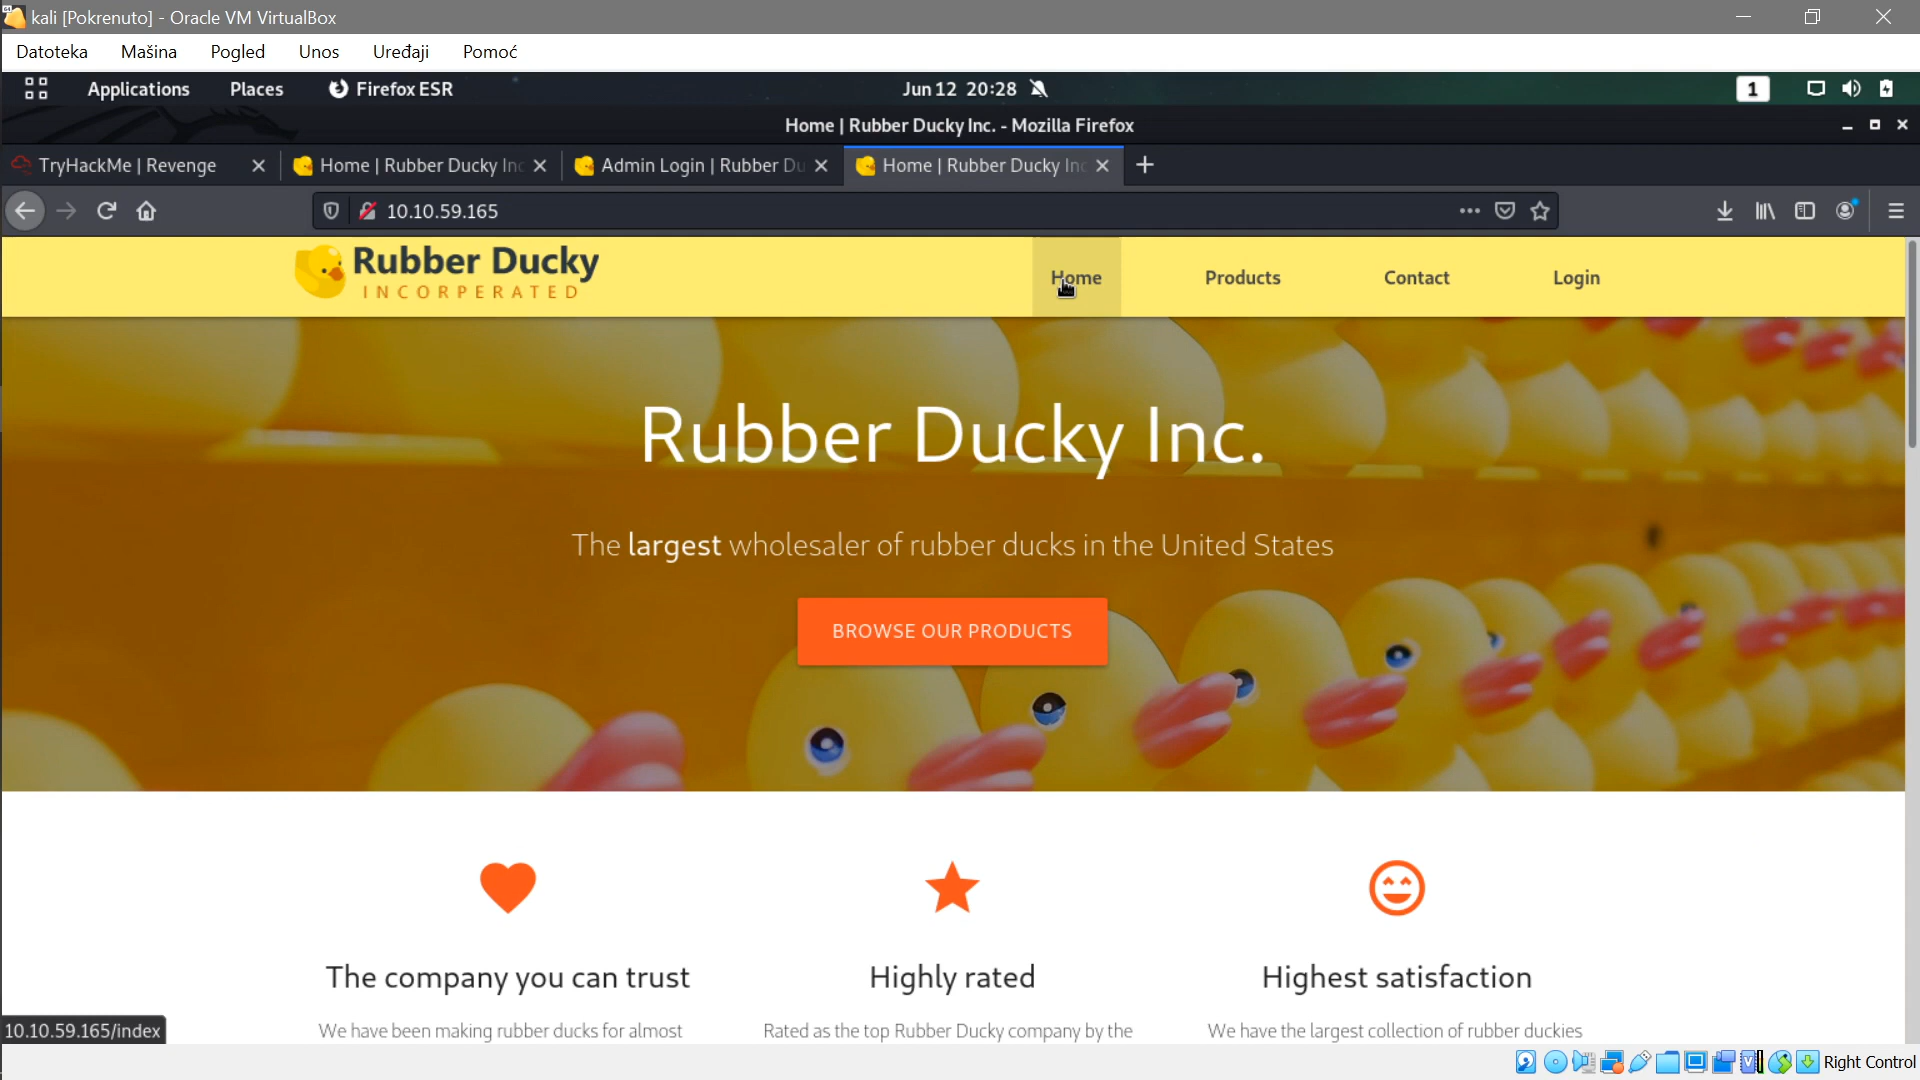 kali [Pokrenuto] - Oracle VM VirtualBox
Datoteka Mašina Pogled Unos Uređaji Pomoć
Applications Places Firefox ESR Jun 12 20:28 1
Home | Rubber Ducky Inc. - Mozilla Firefox
TryHackMe | Revenge Home | Rubber Ducky Inc Admin Login | Rubber Du Home | Rubber Ducky Inc
10.10.59.165
Rubber Ducky
INCORPERATED
Home Products Contact Login
Rubber Ducky Inc.
The largest wholesaler of rubber ducks in the United States
BROWSE OUR PRODUCTS
The company you can trust Highly rated Highest satisfaction
We have been making rubber ducks for almost Rated as the top Rubber Ducky company by the We have the largest collection of rubber duckies
10.10.59.165/index
Right Control